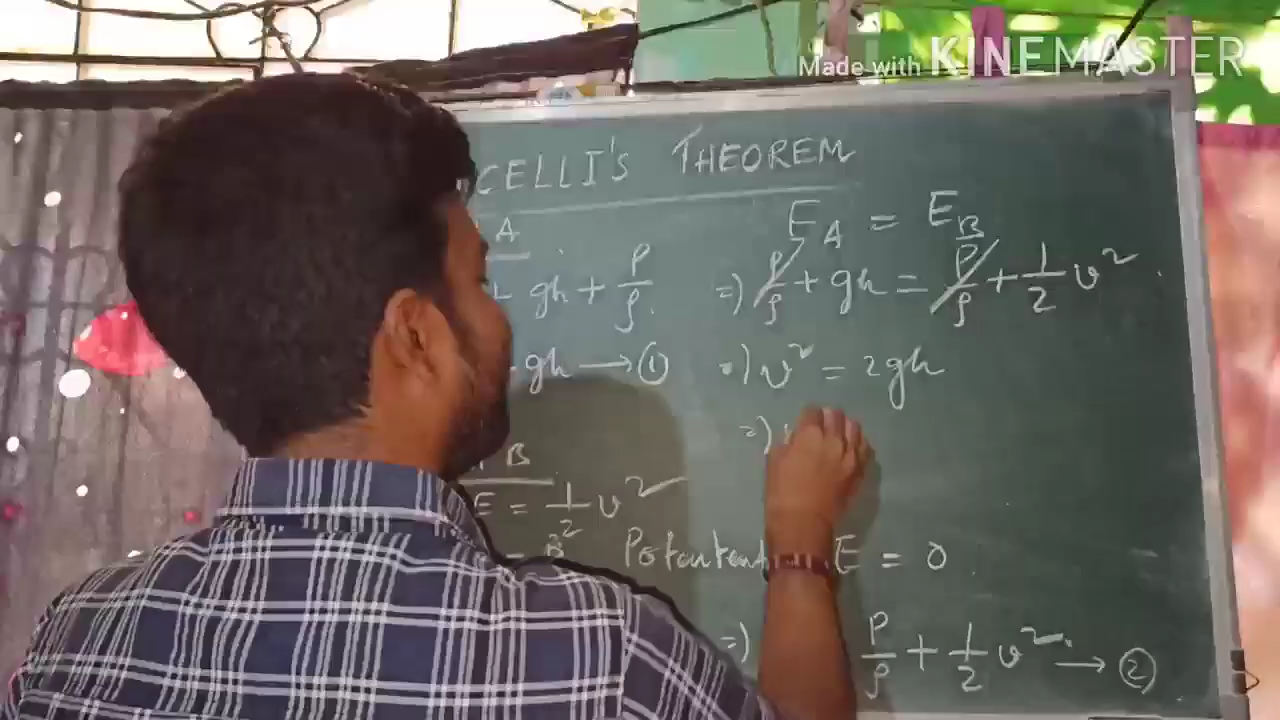 Made with KINEMASTER
CELLI's THEOREM
A
gh + P/ρ
gh → ①
B
E = 1/2 v²
= B²
E_A = E_B
=) P/ρ + gh = P/ρ + 1/2 v²
=) v² = 2gh
=)
E = 0
=) P/ρ + 1/2 v² → ②